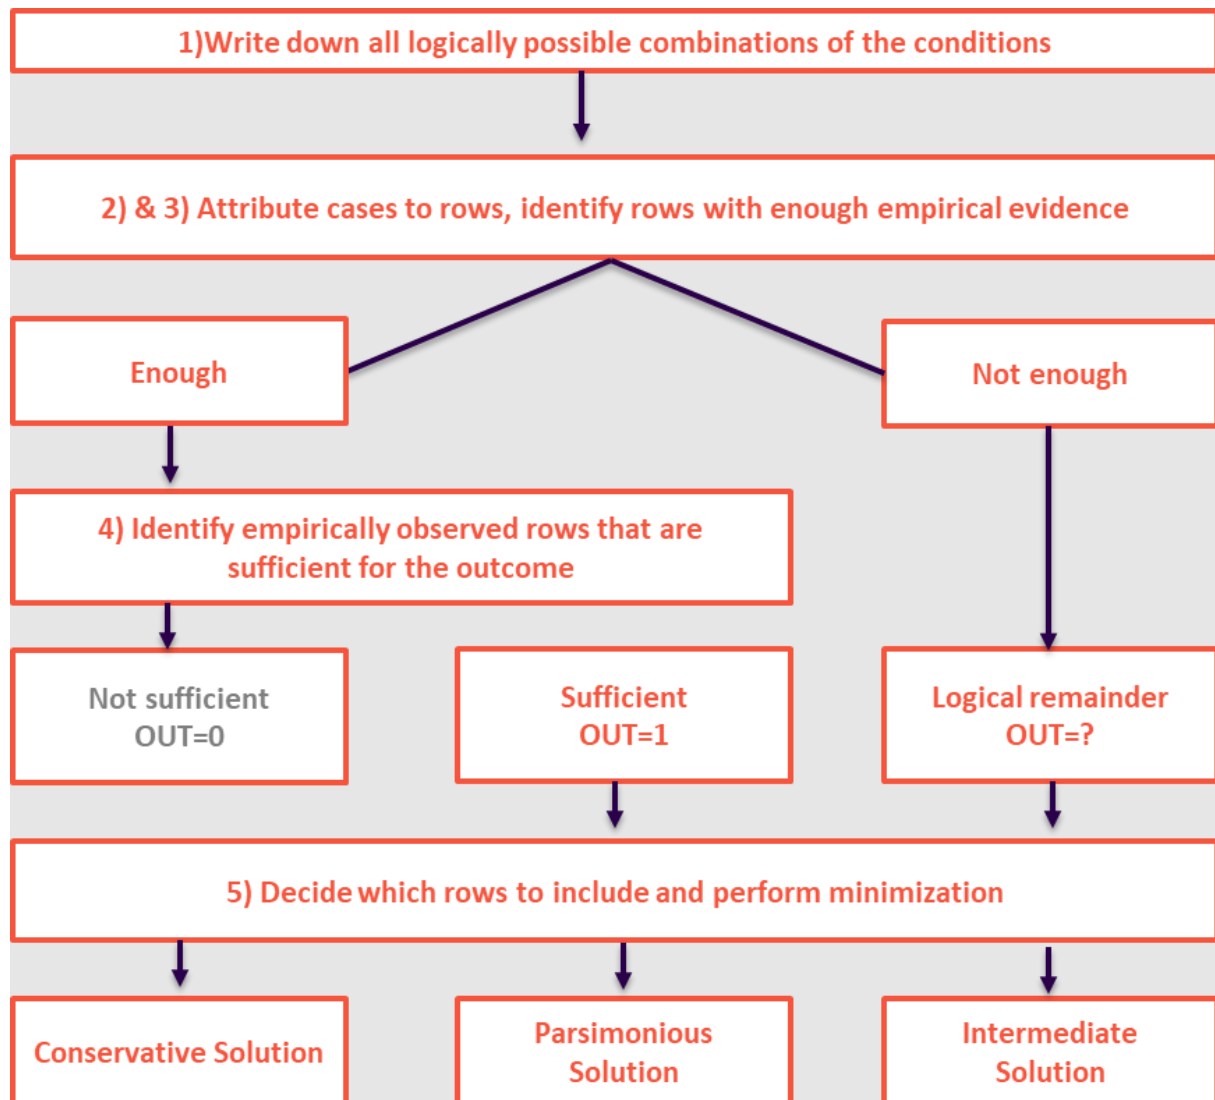 1)Write down all logically possible combinations of the conditions
2) & 3) Attribute cases to rows, identify rows with enough empirical evidence
Enough
Not enough
4) Identify empirically observed rows that are
sufficient for the outcome
Not sufficient
OUT=0
Sufficient
OUT=1
Logical remainder
OUT=?
5) Decide which rows to include and perform minimization
Conservative Solution
Parsimonious
Solution
Intermediate
Solution